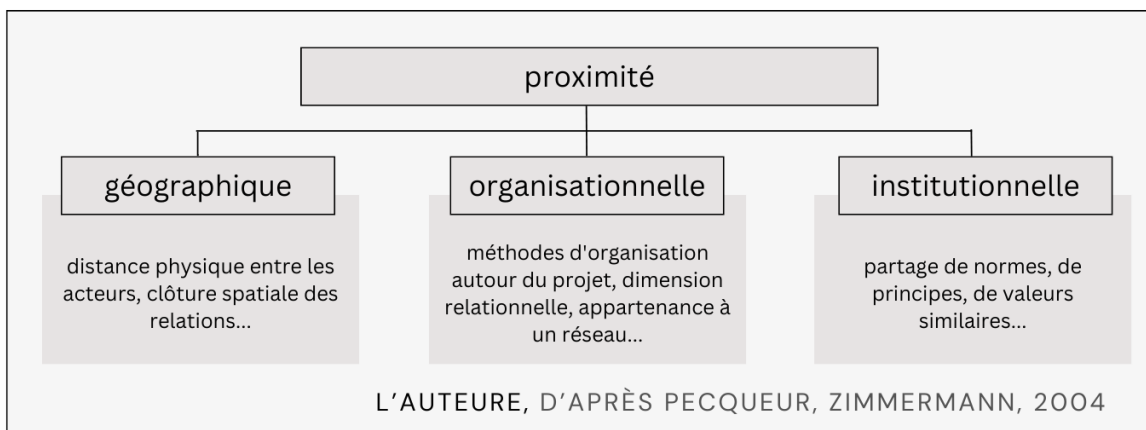 proximité
géographique
distance physique entre les
acteurs, clôture spatiale des
relations...
organisationnelle
méthodes d'organisation
autour du projet, dimension
relationnelle, appartenance à
un réseau...
institutionnelle
partage de normes, de
principes, de valeurs
similaires...
L'AUTEURE, D'APRÈS PECQUEUR, ZIMMERMANN, 2004